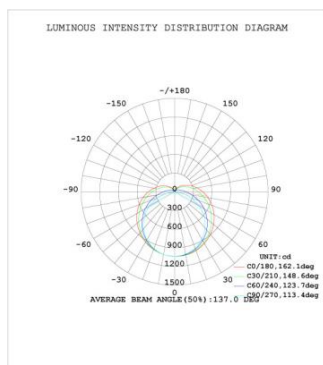 LUMINOUS INTENSITY DISTRIBUTION DIAGRAM
-/+180
-150 150
-120 120
-90 0 90
300
-60 600 60
900
-30 1200 30
1500
0
UNIT:cd
C0/180,162.1deg
C30/210,148.6deg
C60/240,123.7deg
C90/270,113.4deg
AVERAGE BEAM ANGLE(50%):137.0 DEG